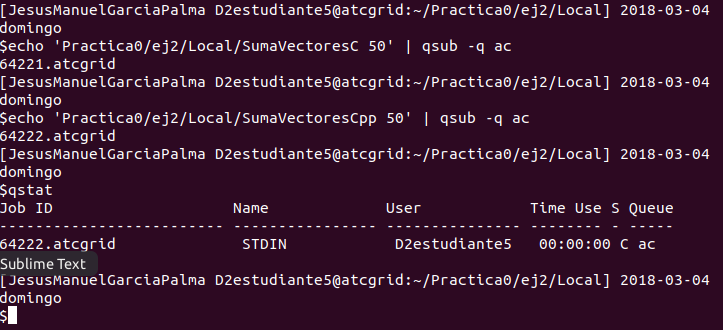 [JesusManuelGarciaPalma D2estudiante5@atcgrid:~/Practica0/ej2/Local] 2018-03-04
domingo
$echo 'Practica0/ej2/Local/SumaVectoresC 50' | qsub -q ac
64221.atcgrid
[JesusManuelGarciaPalma D2estudiante5@atcgrid:~/Practica0/ej2/Local] 2018-03-04
domingo
$echo 'Practica0/ej2/Local/SumaVectoresCpp 50' | qsub -q ac
64222.atcgrid
[JesusManuelGarciaPalma D2estudiante5@atcgrid:~/Practica0/ej2/Local] 2018-03-04
domingo
$qstat
Job ID                    Name             User            Time Use S Queue
------------------------- ---------------- --------------- -------- - -----
64222.atcgrid              STDIN            D2estudiante5   00:00:00 C ac
Sublime Text
[JesusManuelGarciaPalma D2estudiante5@atcgrid:~/Practica0/ej2/Local] 2018-03-04
domingo
$